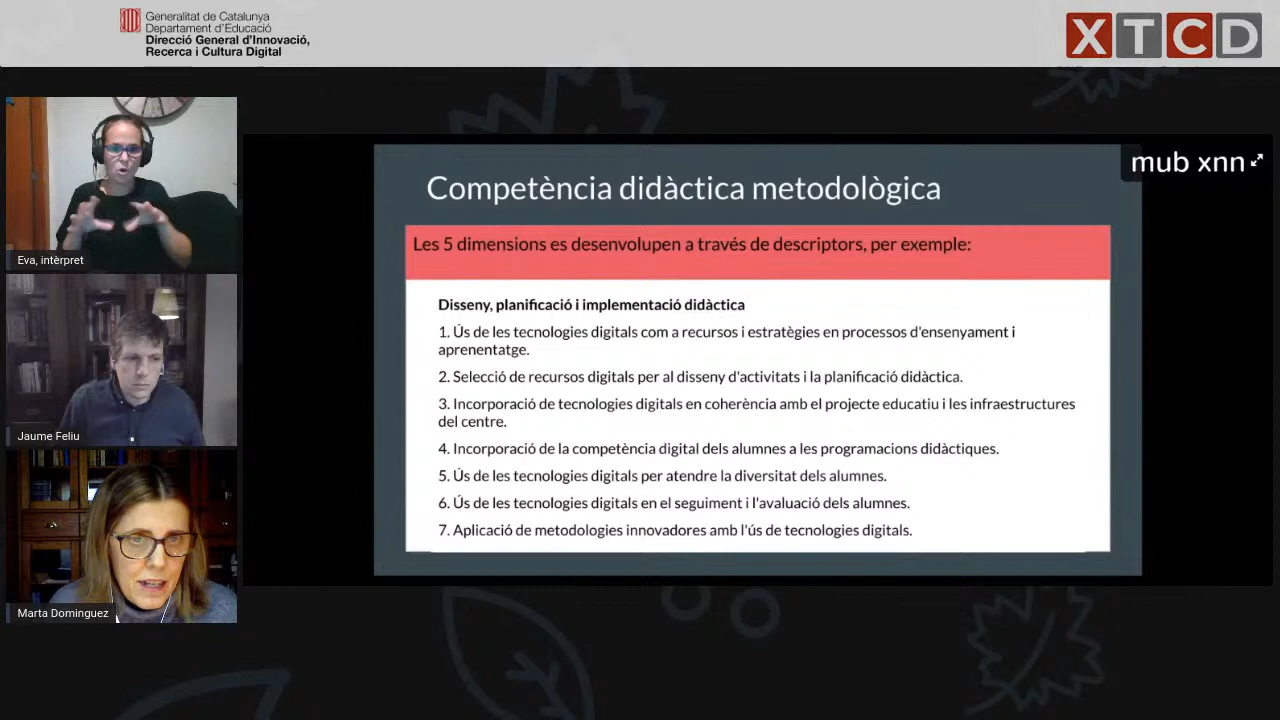 Generalitat de Catalunya
Departament d'Educació
Direcció General d'Innovació,
Recerca i Cultura Digital
XTCD
Eva, intèrpret
Jaume Feliu
Marta Dominguez
mub xnn
Competència didàctica metodològica
Les 5 dimensions es desenvolupen a través de descriptors, per exemple:
Disseny, planificació i implementació didàctica
1. Ús de les tecnologies digitals com a recursos i estratègies en processos d'ensenyament i
aprenentatge.
2. Selecció de recursos digitals per al disseny d'activitats i la planificació didàctica.
3. Incorporació de tecnologies digitals en coherència amb el projecte educatiu i les infraestructures
del centre.
4. Incorporació de la competència digital dels alumnes a les programacions didàctiques.
5. Ús de les tecnologies digitals per atendre la diversitat dels alumnes.
6. Ús de les tecnologies digitals en el seguiment i l'avaluació dels alumnes.
7. Aplicació de metodologies innovadores amb l'ús de tecnologies digitals.